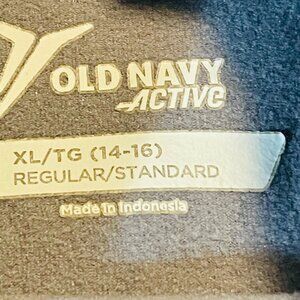 OLD NAVY
ACTIVE
XL/TG (14-16)
REGULAR/STANDARD
Made in Indonesia